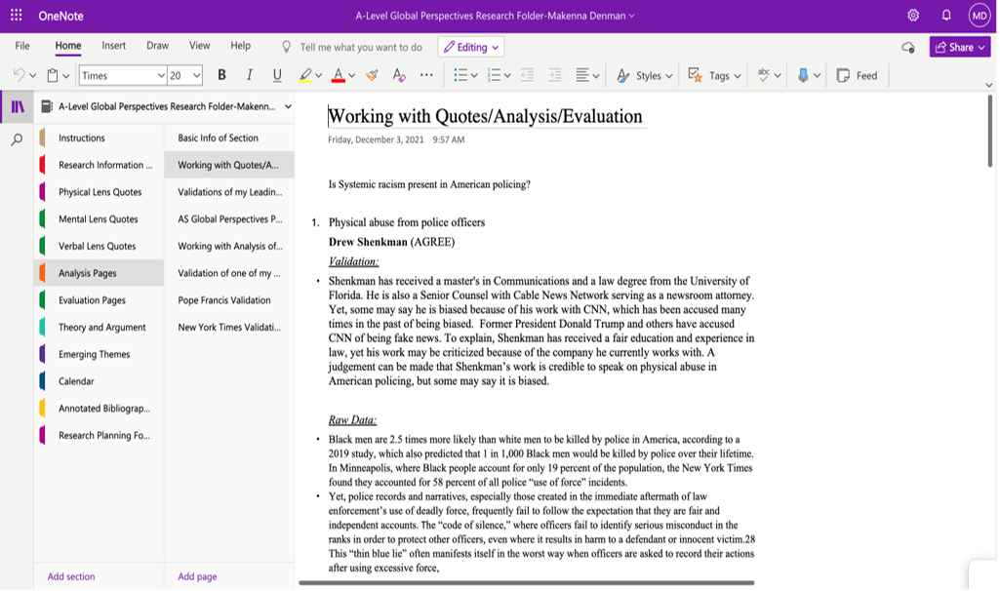 OneNote
A-Level Global Perspectives Research Folder-Makenna Denman
MD
File Home Insert Draw View Help Tell me what you want to do Editing Share
Times 20 B I U A A ... Styles Tags abc Feed
A-Level Global Perspectives Research Folder-Makenn...
Instructions
Research Information ...
Physical Lens Quotes
Mental Lens Quotes
Verbal Lens Quotes
Analysis Pages
Evaluation Pages
Theory and Argument
Emerging Themes
Calendar
Annotated Bibliograp...
Research Planning Fo...
Add section
Basic Info of Section
Working with Quotes/A...
Validations of my Leadin...
AS Global Perspectives P...
Working with Analysis of...
Validation of one of my ...
Pope Francis Validation
New York Times Validati...
Add page
Working with Quotes/Analysis/Evaluation
Friday, December 3, 2021 9:57 AM
Is Systemic racism present in American policing?
1. Physical abuse from police officers
Drew Shenkman (AGREE)
Validation:
• Shenkman has received a master's in Communications and a law degree from the University of
Florida. He is also a Senior Counsel with Cable News Network serving as a newsroom attorney.
Yet, some may say he is biased because of his work with CNN, which has been accused many
times in the past of being biased. Former President Donald Trump and others have accused
CNN of being fake news. To explain, Shenkman has received a fair education and experience in
law, yet his work may be criticized because of the company he currently works with. A
judgement can be made that Shenkman's work is credible to speak on physical abuse in
American policing, but some may say it is biased.
Raw Data:
• Black men are 2.5 times more likely than white men to be killed by police in America, according to a
2019 study, which also predicted that 1 in 1,000 Black men would be killed by police over their lifetime.
In Minneapolis, where Black people account for only 19 percent of the population, the New York Times
found they accounted for 58 percent of all police “use of force” incidents.
• Yet, police records and narratives, especially those created in the immediate aftermath of law
enforcement's use of deadly force, frequently fail to follow the expectation that they are fair and
independent accounts. The “code of silence,” where officers fail to identify serious misconduct in the
ranks in order to protect other officers, even where it results in harm to a defendant or innocent victim.28
This “thin blue lie” often manifests itself in the worst way when officers are asked to record their actions
after using excessive force,